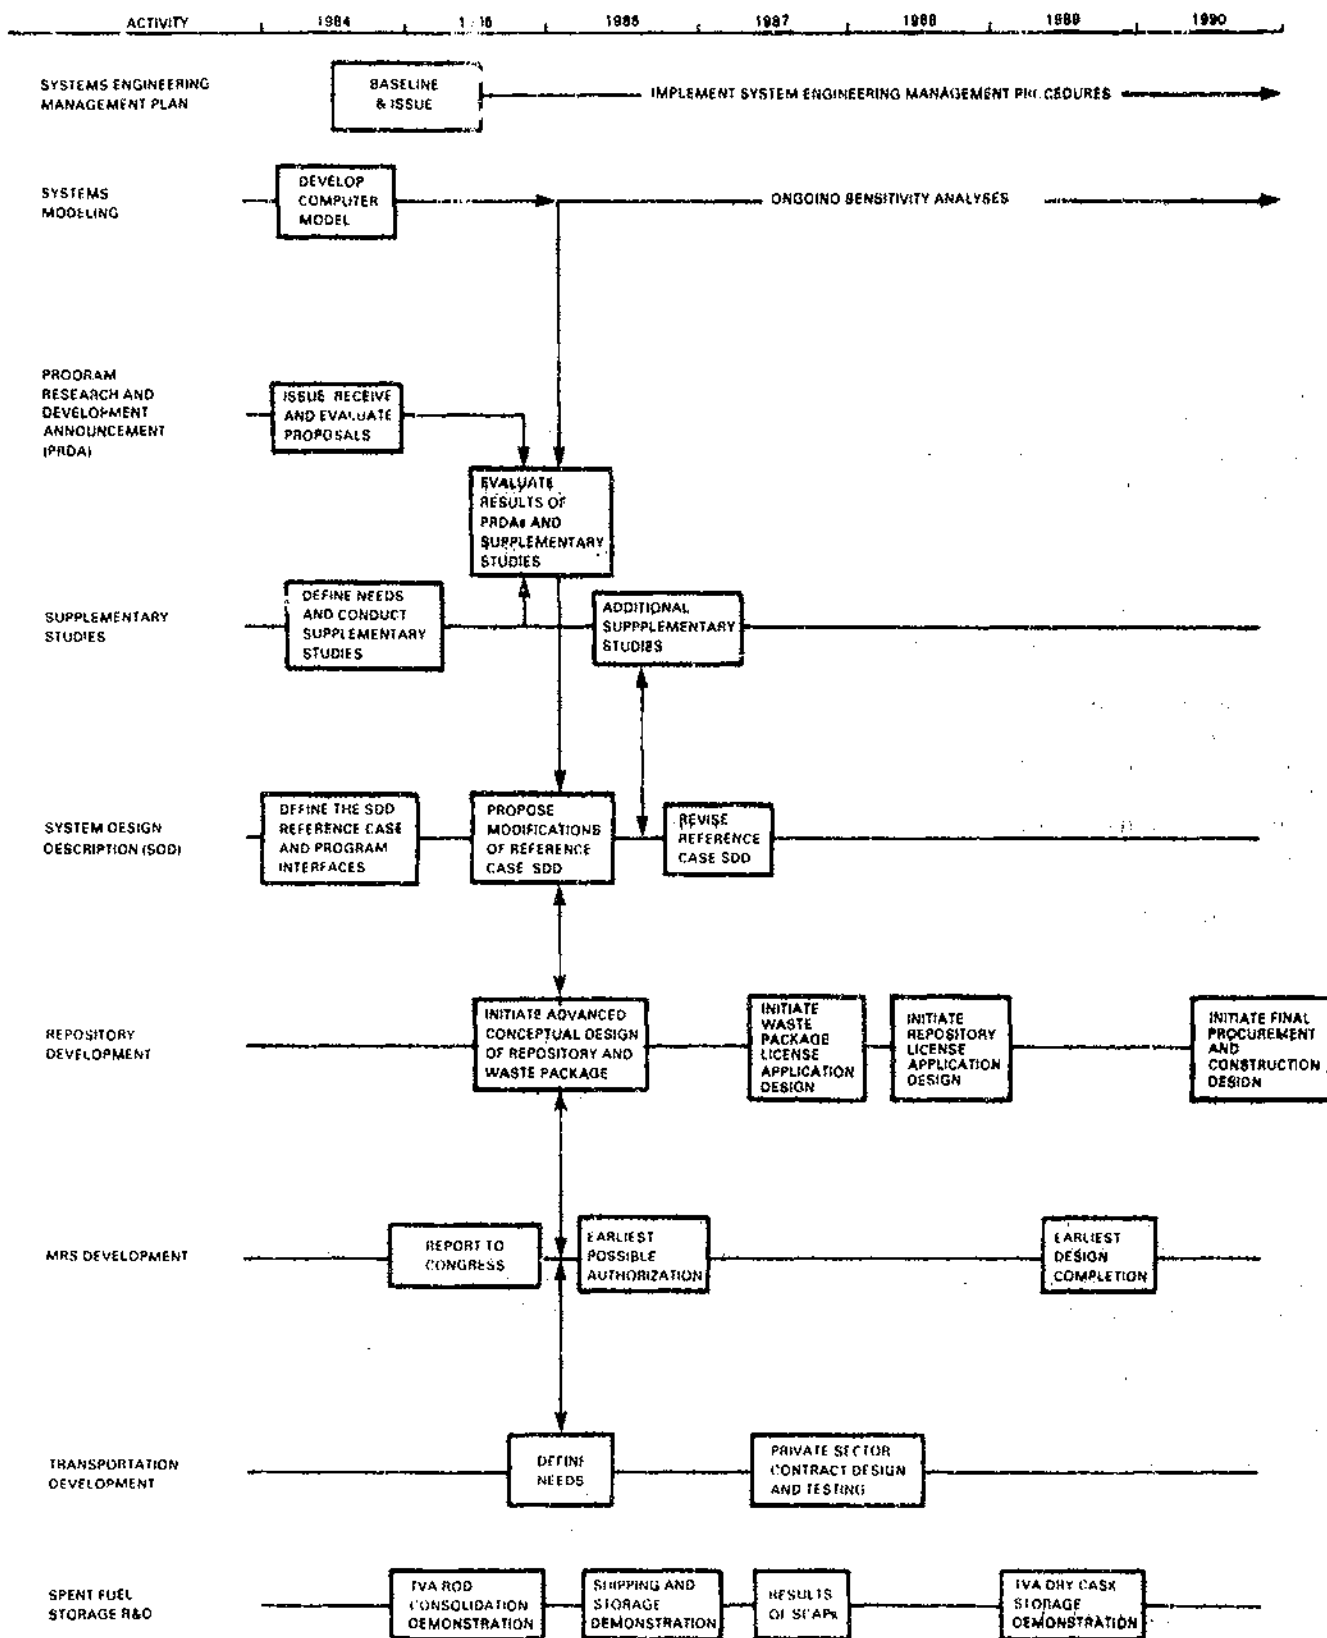 ACTIVITY 1984 1986 1987 1988 1989 1990
SYSTEMS ENGINEERING
MANAGEMENT PLAN
BASELINE
& ISSUE
IMPLEMENT SYSTEM ENGINEERING MANAGEMENT PROCEDURES
SYSTEMS
MODELING
DEVELOP
COMPUTER
MODEL
ONGOING SENSITIVITY ANALYSES
PROGRAM
RESEARCH AND
DEVELOPMENT
ANNOUNCEMENT
(PRDA)
ISSUE RECEIVE
AND EVALUATE
PROPOSALS
EVALUATE
RESULTS OF
PRDAs AND
SUPPLEMENTARY
STUDIES
SUPPLEMENTARY
STUDIES
DEFINE NEEDS
AND CONDUCT
SUPPLEMENTARY
STUDIES
ADDITIONAL
SUPPPLEMENTARY
STUDIES
SYSTEM DESIGN
DESCRIPTION (SDD)
DEFINE THE SDD
REFERENCE CASE
AND PROGRAM
INTERFACES
PROPOSE
MODIFICATIONS
OF REFERENCE
CASE SDD
REVISE
REFERENCE
CASE SDD
REPOSITORY
DEVELOPMENT
INITIATE ADVANCED
CONCEPTUAL DESIGN
OF REPOSITORY AND
WASTE PACKAGE
INITIATE
WASTE
PACKAGE
LICENSE
APPLICATION
DESIGN
INITIATE
REPOSITORY
LICENSE
APPLICATION
DESIGN
INITIATE FINAL
PROCUREMENT
AND
CONSTRUCTION
DESIGN
MRS DEVELOPMENT
REPORT TO
CONGRESS
EARLIEST
POSSIBLE
AUTHORIZATION
EARLIEST
DESIGN
COMPLETION
TRANSPORTATION
DEVELOPMENT
DEFINE
NEEDS
PRIVATE SECTOR
CONTRACT DESIGN
AND TESTING
SPENT FUEL
STORAGE R&D
TVA ROD
CONSOLIDATION
DEMONSTRATION
SHIPPING AND
STORAGE
DEMONSTRATION
RESULTS
OF
TVA DRY CASK
STORAGE
DEMONSTRATION